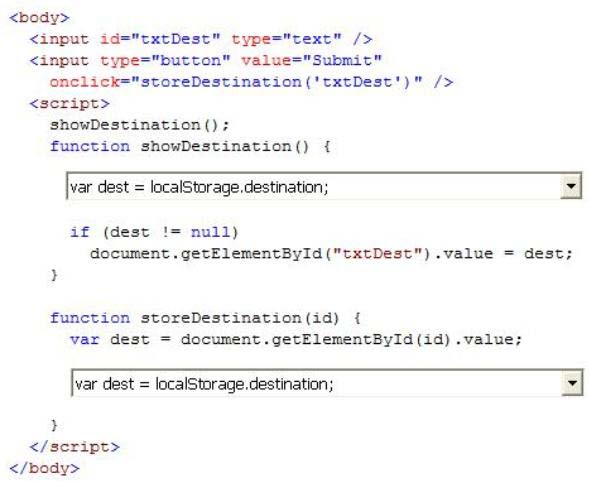 <body>
<input id="txtDest" type="text" />
<input type="button" value="Submit"
onclick="storeDestination('txtDest')" />
<script>
showDestination();
function showDestination() {
var dest = localStorage.destination;
if (dest != null)
document.getElementById("txtDest").value = dest;
}
function storeDestination(id) {
var dest = document.getElementById(id).value;
var dest = localStorage.destination;
}
</script>
</body>